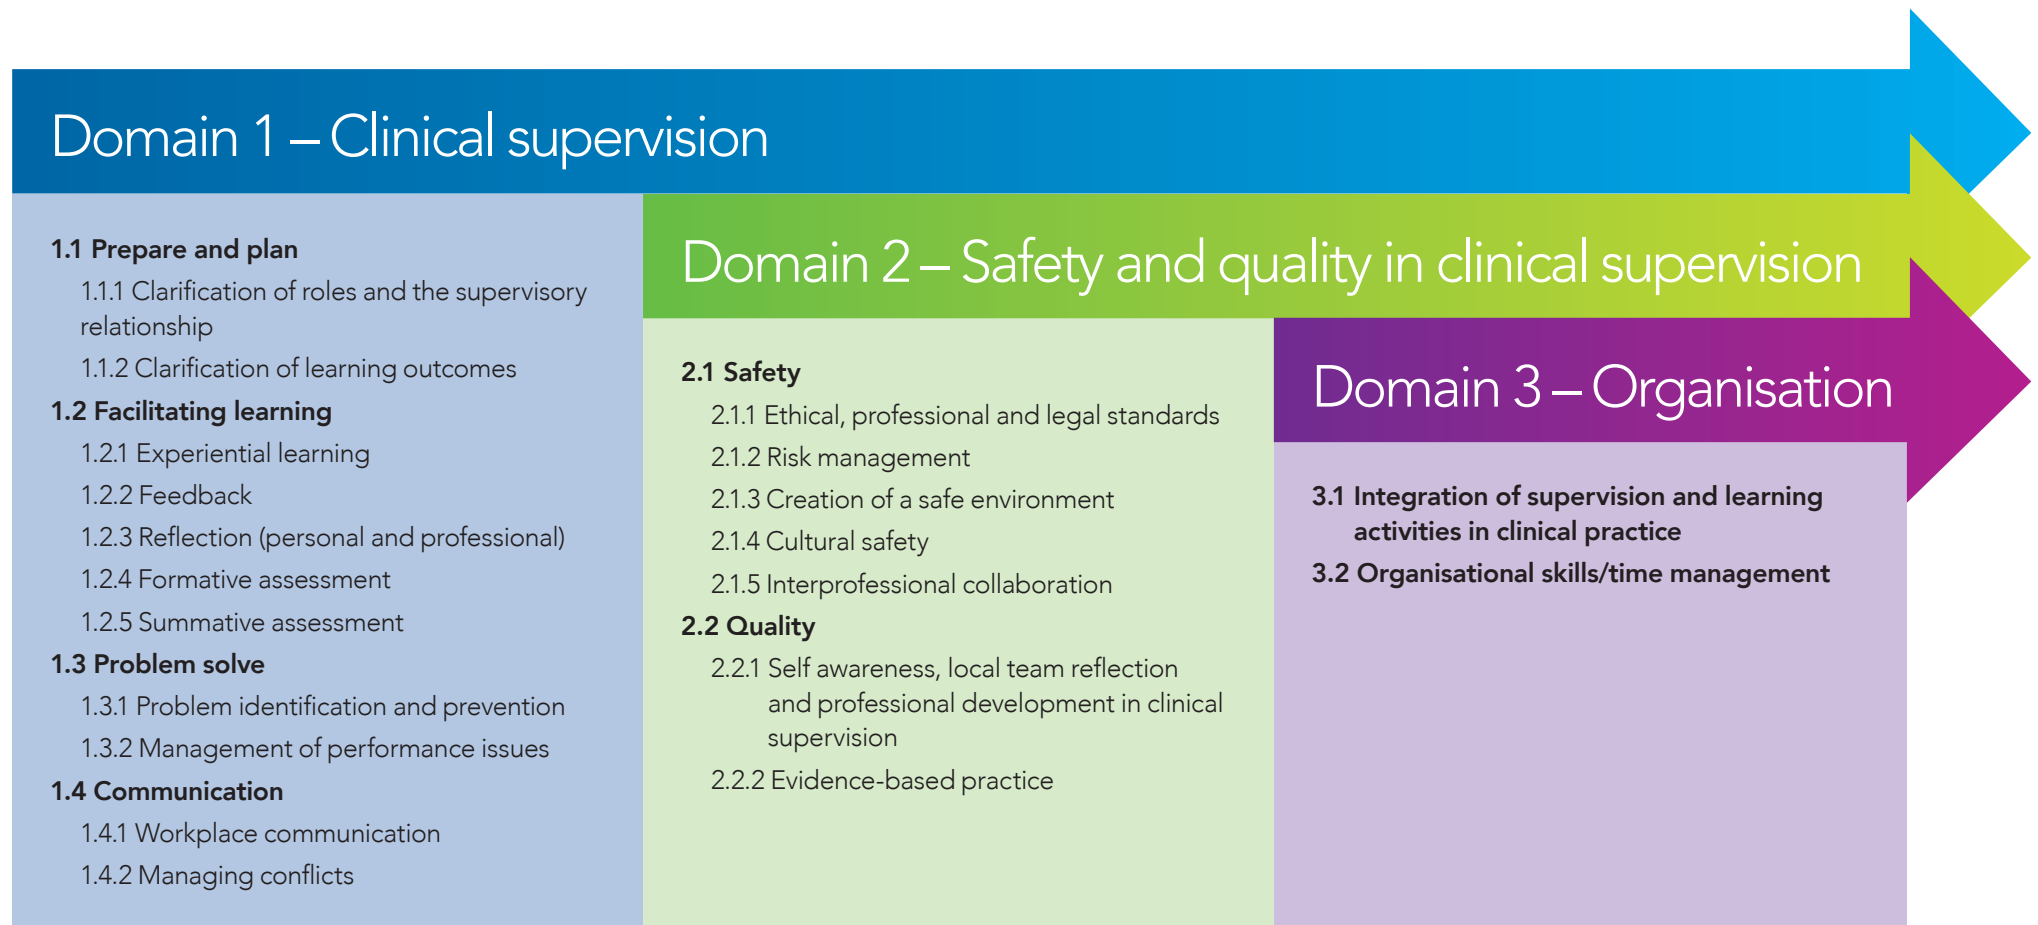 Domain 1 – Clinical supervision
1.1 Prepare and plan
1.1.1 Clarification of roles and the supervisory
relationship
1.1.2 Clarification of learning outcomes
1.2 Facilitating learning
1.2.1 Experiential learning
1.2.2 Feedback
1.2.3 Reflection (personal and professional)
1.2.4 Formative assessment
1.2.5 Summative assessment
1.3 Problem solve
1.3.1 Problem identification and prevention
1.3.2 Management of performance issues
1.4 Communication
1.4.1 Workplace communication
1.4.2 Managing conflicts
Domain 2 – Safety and quality in clinical supervision
2.1 Safety
2.1.1 Ethical, professional and legal standards
2.1.2 Risk management
2.1.3 Creation of a safe environment
2.1.4 Cultural safety
2.1.5 Interprofessional collaboration
2.2 Quality
2.2.1 Self awareness, local team reflection
and professional development in clinical
supervision
2.2.2 Evidence-based practice
Domain 3 – Organisation
3.1 Integration of supervision and learning
activities in clinical practice
3.2 Organisational skills/time management